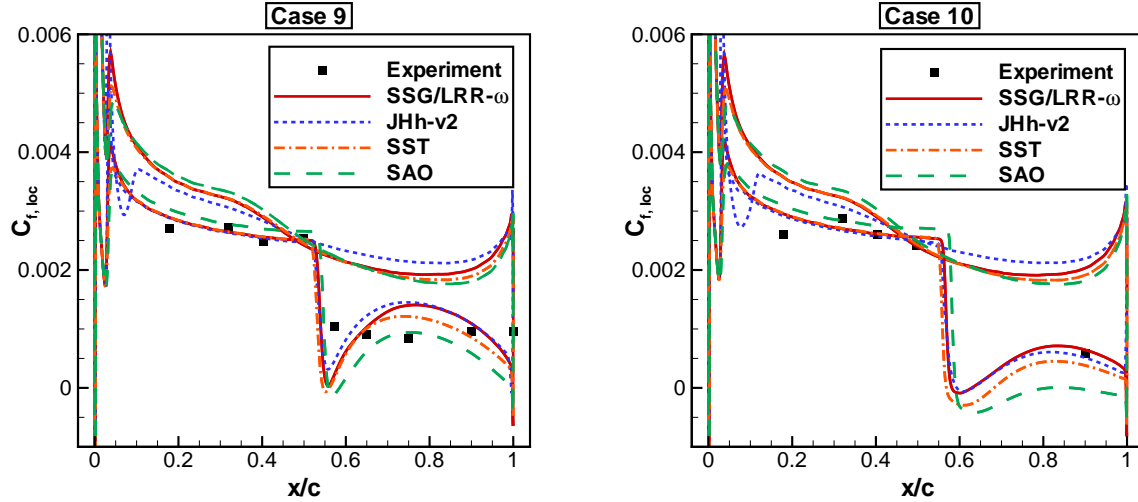 Case 9
0.006
0.004
0.002
0
C_f, loc
Experiment
SSG/LRR-ω
JHh-v2
SST
SAO
0 0.2 0.4 0.6 0.8 1
x/c
Case 10
0.006
0.004
0.002
0
C_f, loc
Experiment
SSG/LRR-ω
JHh-v2
SST
SAO
0 0.2 0.4 0.6 0.8 1
x/c